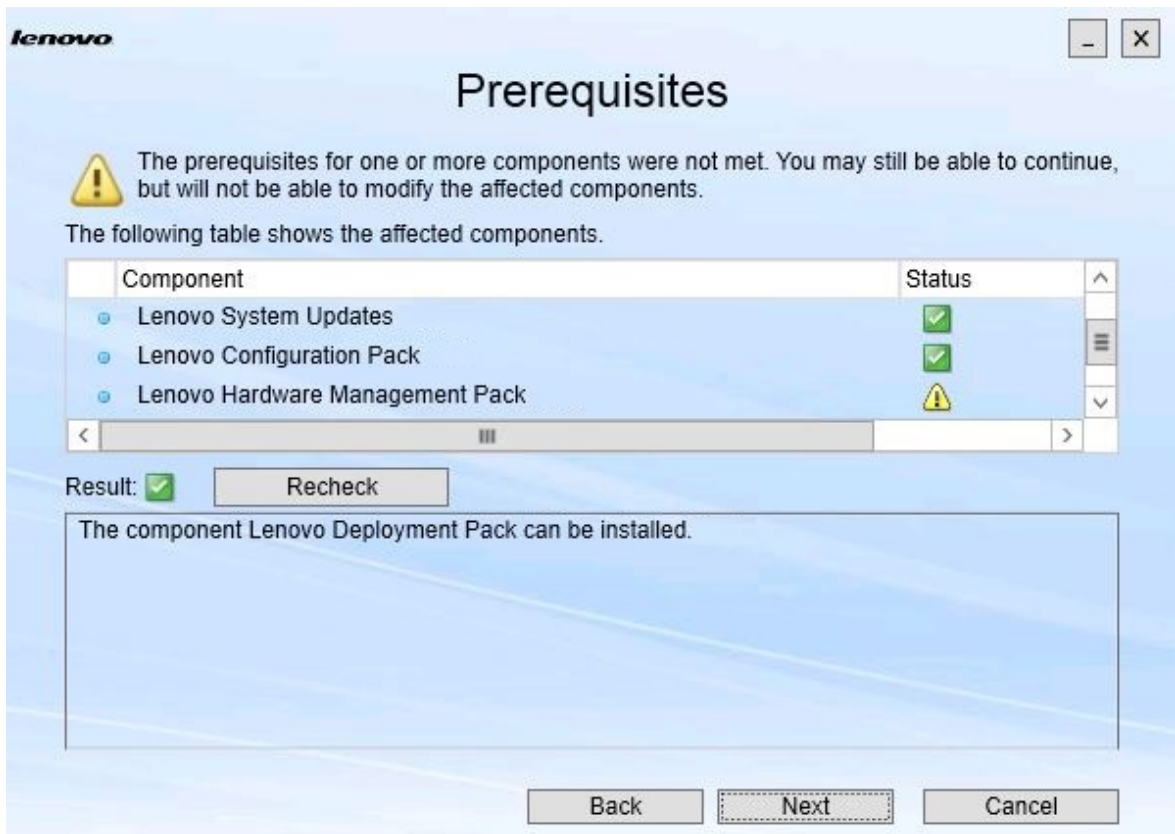 lenovo
Prerequisites
The prerequisites for one or more components were not met. You may still be able to continue,
but will not be able to modify the affected components.
The following table shows the affected components.
Component Status
Lenovo System Updates
Lenovo Configuration Pack
Lenovo Hardware Management Pack
Result: Recheck
The component Lenovo Deployment Pack can be installed.
Back Next Cancel